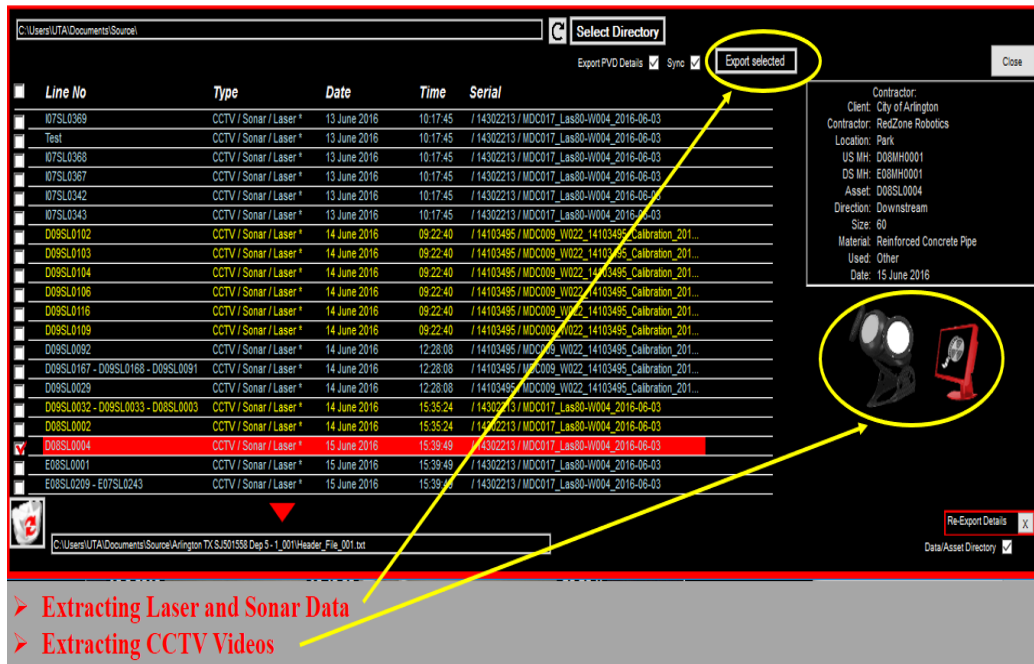 C:\Users\UTA\Documents\Source\
Select Directory
Export PVD Details Sync Export selected
Close
Line No Type Date Time Serial
I07SL0369 CCTV / Sonar / Laser * 13 June 2016 10:17:45 / 14302213 / MDC017_Las80-W004_2016-06-03
Test CCTV / Sonar / Laser * 13 June 2016 10:17:45 / 14302213 / MDC017_Las80-W004_2016-06-03
I07SL0368 CCTV / Sonar / Laser * 13 June 2016 10:17:45 / 14302213 / MDC017_Las80-W004_2016-06-03
I07SL0367 CCTV / Sonar / Laser * 13 June 2016 10:17:45 / 14302213 / MDC017_Las80-W004_2016-06-03
I07SL0342 CCTV / Sonar / Laser * 13 June 2016 10:17:45 / 14302213 / MDC017_Las80-W004_2016-06-03
I07SL0343 CCTV / Sonar / Laser * 13 June 2016 10:17:45 / 14302213 / MDC017_Las80-W004_2016-06-03
D09SL0102 CCTV / Sonar / Laser * 14 June 2016 09:22:40 / 14103495 / MDC009_W022_14103495_Calibration_201...
D09SL0103 CCTV / Sonar / Laser * 14 June 2016 09:22:40 / 14103495 / MDC009_W022_14103495_Calibration_201...
D09SL0104 CCTV / Sonar / Laser * 14 June 2016 09:22:40 / 14103495 / MDC009_W022_14103495_Calibration_201...
D09SL0106 CCTV / Sonar / Laser * 14 June 2016 09:22:40 / 14103495 / MDC009_W022_14103495_Calibration_201...
D09SL0116 CCTV / Sonar / Laser * 14 June 2016 09:22:40 / 14103495 / MDC009_W022_14103495_Calibration_201...
D09SL0109 CCTV / Sonar / Laser * 14 June 2016 09:22:40 / 14103495 / MDC009_W022_14103495_Calibration_201...
D09SL0092 CCTV / Sonar / Laser * 14 June 2016 12:28:08 / 14103495 / MDC009_W022_14103495_Calibration_201...
D09SL0167 - D09SL0168 - D09SL0091 CCTV / Sonar / Laser * 14 June 2016 12:28:08 / 14103495 / MDC009_W022_14103495_Calibration_201...
D09SL0029 CCTV / Sonar / Laser * 14 June 2016 12:28:08 / 14103495 / MDC009_W022_14103495_Calibration_201...
D09SL0032 - D09SL0033 - D08SL0003 CCTV / Sonar / Laser * 14 June 2016 15:35:24 / 14302213 / MDC017_Las80-W004_2016-06-03
D08SL0002 CCTV / Sonar / Laser * 14 June 2016 15:35:24 / 14302213 / MDC017_Las80-W004_2016-06-03
D08SL0004 CCTV / Sonar / Laser * 15 June 2016 15:39:49 / 14302213 / MDC017_Las80-W004_2016-06-03
E08SL0001 CCTV / Sonar / Laser * 15 June 2016 15:39:49 / 14302213 / MDC017_Las80-W004_2016-06-03
E08SL0209 - E07SL0243 CCTV / Sonar / Laser * 15 June 2016 15:39:49 / 14302213 / MDC017_Las80-W004_2016-06-03
Contractor:
Client: City of Arlington
Contractor: RedZone Robotics
Location: Park
US MH: D08MH0001
DS MH: E08MH0001
Asset: D08SL0004
Direction: Downstream
Size: 60
Material: Reinforced Concrete Pipe
Used: Other
Date: 15 June 2016
Re-Export Details X
Data/Asset Directory
C:\Users\UTA\Documents\Source\Arlington TX SJ501558 Dep 5 - 1_001\Header_File_001.txt
Extracting Laser and Sonar Data
Extracting CCTV Videos